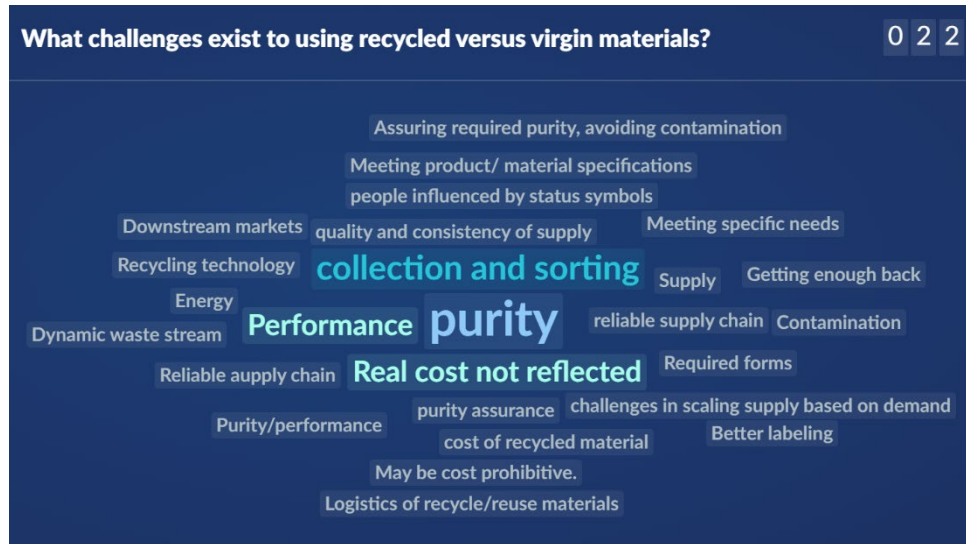 What challenges exist to using recycled versus virgin materials?
0 2 2
Assuring required purity, avoiding contamination
Meeting product/ material specifications
people influenced by status symbols
Downstream markets
quality and consistency of supply
Meeting specific needs
Recycling technology
collection and sorting
Supply
Getting enough back
Energy
Performance
purity
reliable supply chain
Contamination
Dynamic waste stream
Reliable aupply chain
Real cost not reflected
Required forms
Purity/performance
purity assurance
challenges in scaling supply based on demand
cost of recycled material
Better labeling
May be cost prohibitive.
Logistics of recycle/reuse materials